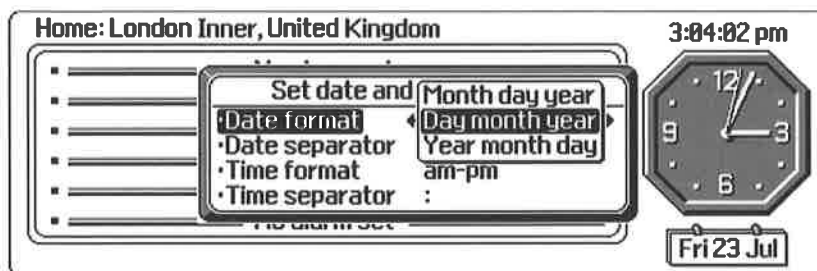 Home: London Inner, United Kingdom
3:04:02 pm
Set date and
Month day year
·Date format
Day month year
·Date separator
Year month day
·Time format
am-pm
·Time separator
:
alarm set
12
3
6
9
Fri 23 Jul